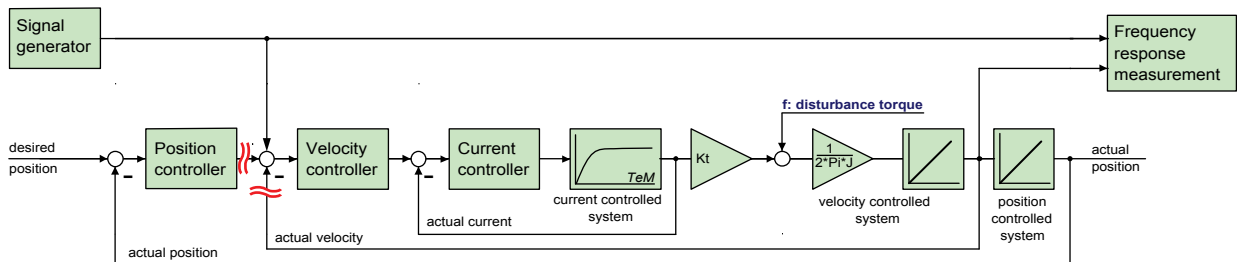 Signal
generator
Frequency
response
measurement
f: disturbance torque
desired
position
Position
controller
Velocity
controller
Current
controller
TeM
Kt
1
2*Pi*J
actual
position
-
-
-
current controlled
system
velocity controlled
system
position
controlled
system
actual current
actual velocity
actual position